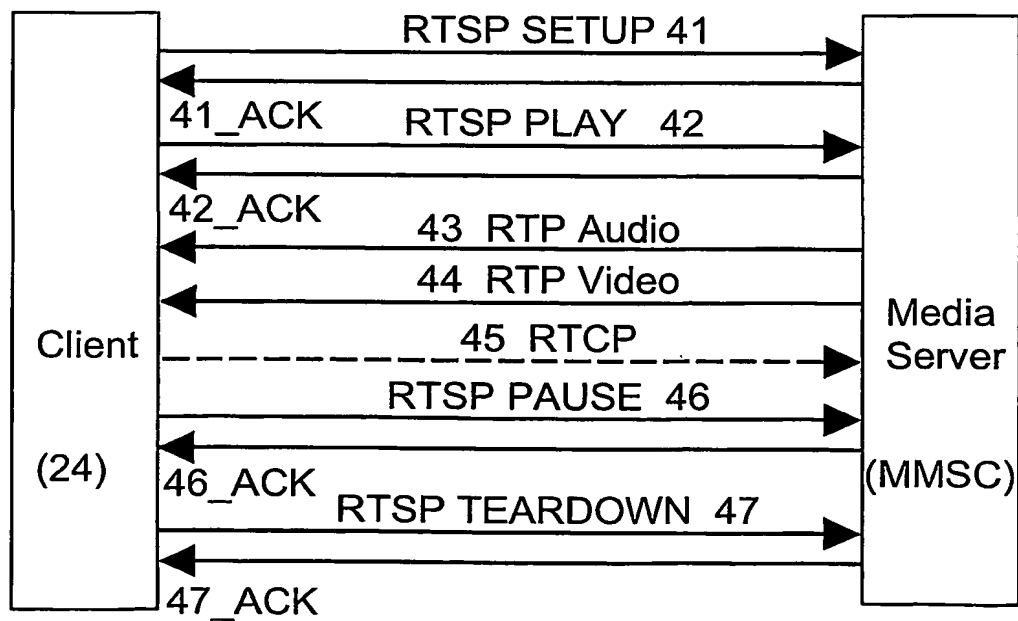 RTSP SETUP 41
41_ACK
RTSP PLAY 42
42_ACK
43 RTP Audio
44 RTP Video
Client
(24)
45 RTCP
Media
Server
(MMSC)
RTSP PAUSE 46
46_ACK
RTSP TEARDOWN 47
47_ACK